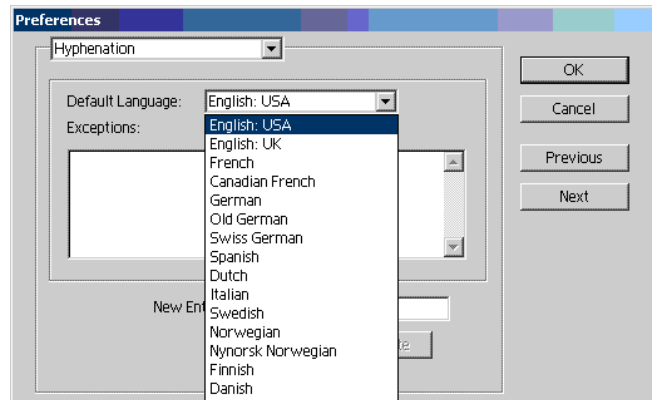 Preferences
Hyphenation
OK
Default Language: English: USA
Cancel
Exceptions:
English: USA
English: UK
French
Canadian French
German
Old German
Swiss German
Spanish
Dutch
Italian
Swedish
Norwegian
Nynorsk Norwegian
Finnish
Danish
Previous
Next
New Ent
te